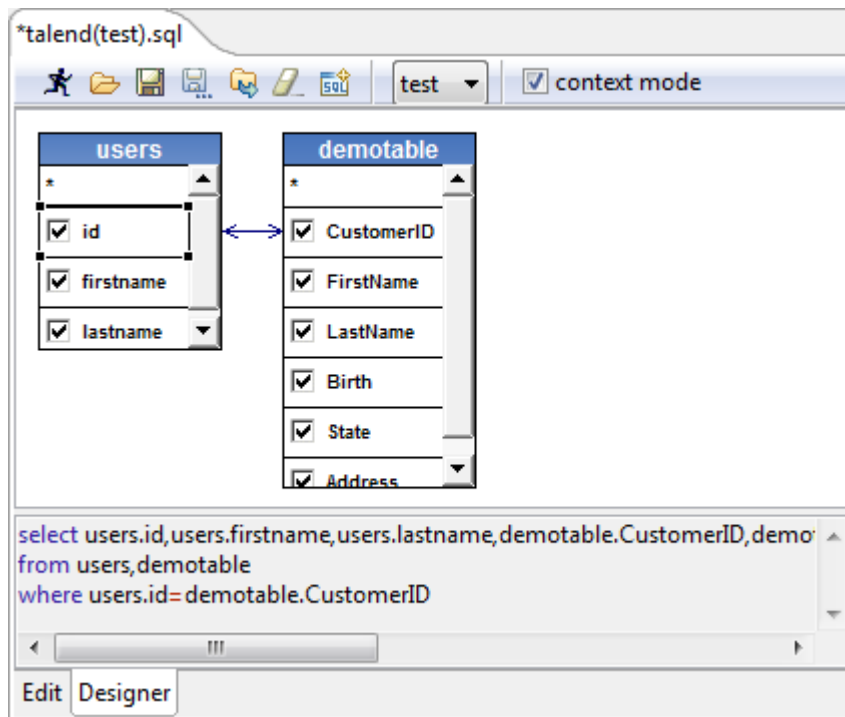 *talend(test).sql
SQL test context mode
users
*
id
firstname
lastname
demotable
*
CustomerID
FirstName
LastName
Birth
State
Address
select users.id,users.firstname,users.lastname,demotable.CustomerID,demo
from users,demotable
where users.id=demotable.CustomerID
Edit Designer